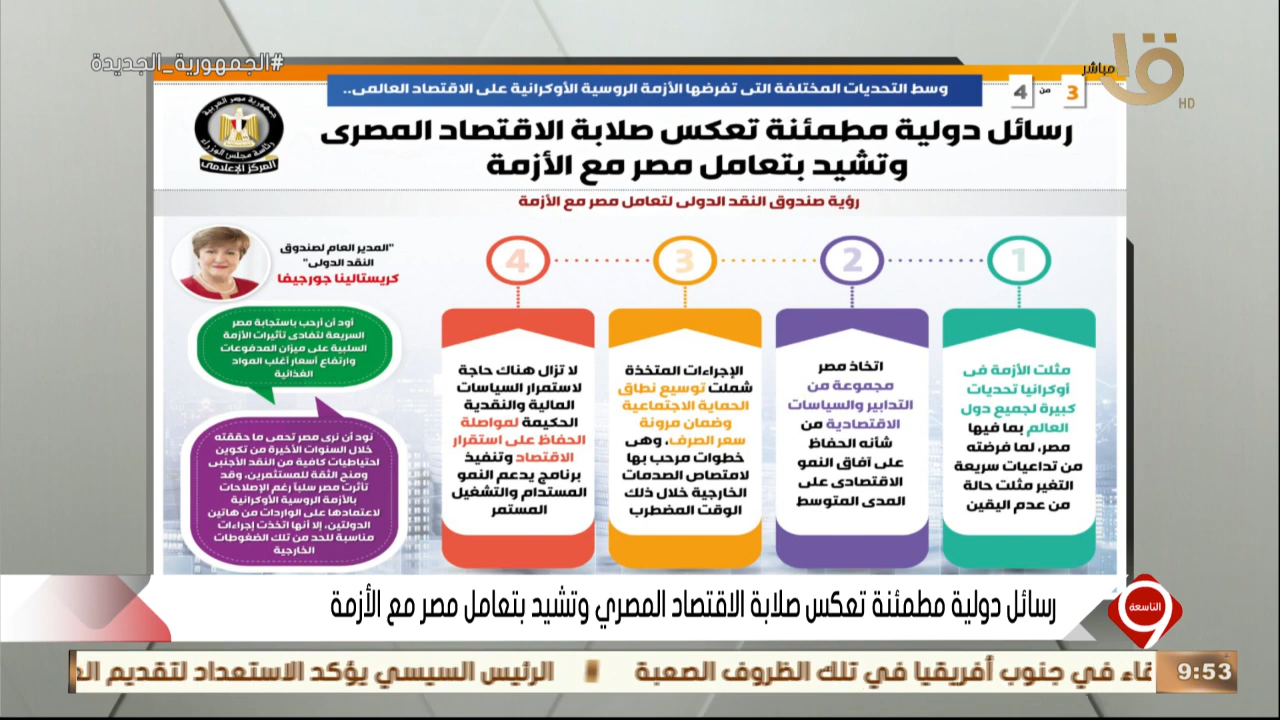 #الجمهورية_الجديدة
مباشر
HD
3 من 4
وسط التحديات المختلفة التى تفرضها الأزمة الروسية الأوكرانية على الاقتصاد العالمى..
رسائل دولية مطمئنة تعكس صلابة الاقتصاد المصرى
وتشيد بتعامل مصر مع الأزمة
جمهورية مصر العربية
رئاسة مجلس الوزراء
المركز الإعلامى
رؤية صندوق النقد الدولى لتعامل مصر مع الأزمة
1
مثلت الأزمة فى
أوكرانيا تحديات
كبيرة لجميع دول
العالم بما فيها
مصر، لما فرضته
من تداعيات سريعة
التغير مثلت حالة
من عدم اليقين
2
اتخاذ مصر
مجموعة من
التدابير والسياسات
الاقتصادية من
شأنه الحفاظ
على آفاق النمو
الاقتصادى على
المدى المتوسط
3
الإجراءات المتخذة
شملت توسيع نطاق
الحماية الاجتماعية
وضمان مرونة
سعر الصرف، وهى
خطوات مرحب بها
لامتصاص الصدمات
الخارجية خلال ذلك
الوقت المضطرب
4
لا تزال هناك حاجة
لاستمرار السياسات
المالية والنقدية
الحكيمة لمواصلة
الحفاظ على استقرار
الاقتصاد وتنفيذ
برنامج يدعم النمو
المستدام والتشغيل
المستمر
"المدير العام لصندوق
النقد الدولى"
كريستالينا جورجيفا
أود أن أرحب باستجابة مصر
السريعة لتفادى تأثيرات الأزمة
السلبية على ميزان المدفوعات
وارتفاع أسعار أغلب المواد
الغذائية
نود أن نرى مصر تحمى ما حققته
خلال السنوات الأخيرة من تكوين
احتياطيات كافية من النقد الأجنبى
ومنح الثقة للمستثمرين، وقد
تأثرت مصر سلباً رغم الإصلاحات
بالأزمة الروسية الأوكرانية
لاعتمادها على الواردات من هاتين
الدولتين، إلا أنها اتخذت إجراءات
مناسبة للحد من تلك الضغوطات
الخارجية
التاسعة
9
رسائل دولية مطمئنة تعكس صلابة الاقتصاد المصري وتشيد بتعامل مصر مع الأزمة
9:53
في جنوب أفريقيا في تلك الظروف الصعبة
الرئيس السيسي يؤكد الاستعداد لتقديم